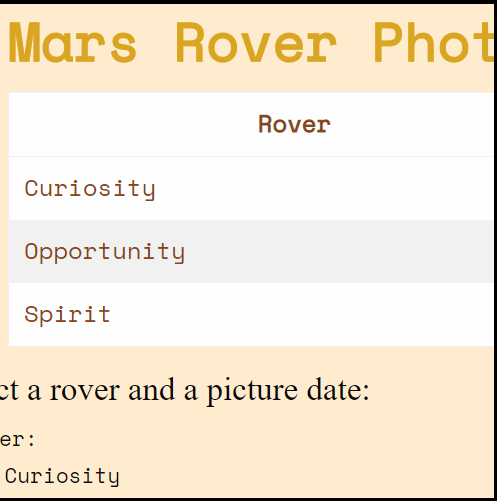 Mars Rover Phot
Rover
Curiosity
Opportunity
Spirit
ct a rover and a picture date:
er:
Curiosity